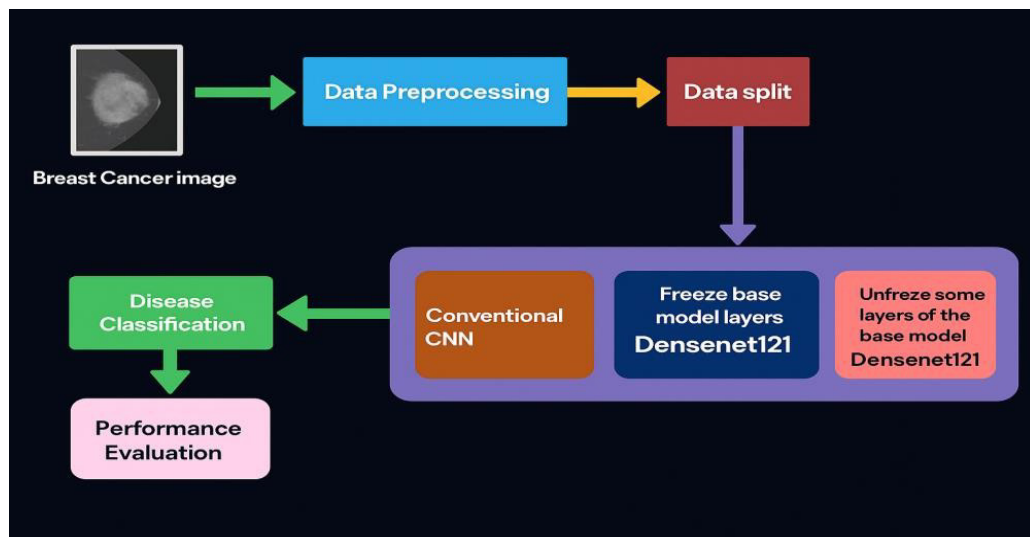 Breast Cancer image
Data Preprocessing
Data split
Conventional
CNN
Freeze base
model layers
Densenet121
Unfreze some
layers of the
base model
Densenet121
Disease
Classification
Performance
Evaluation